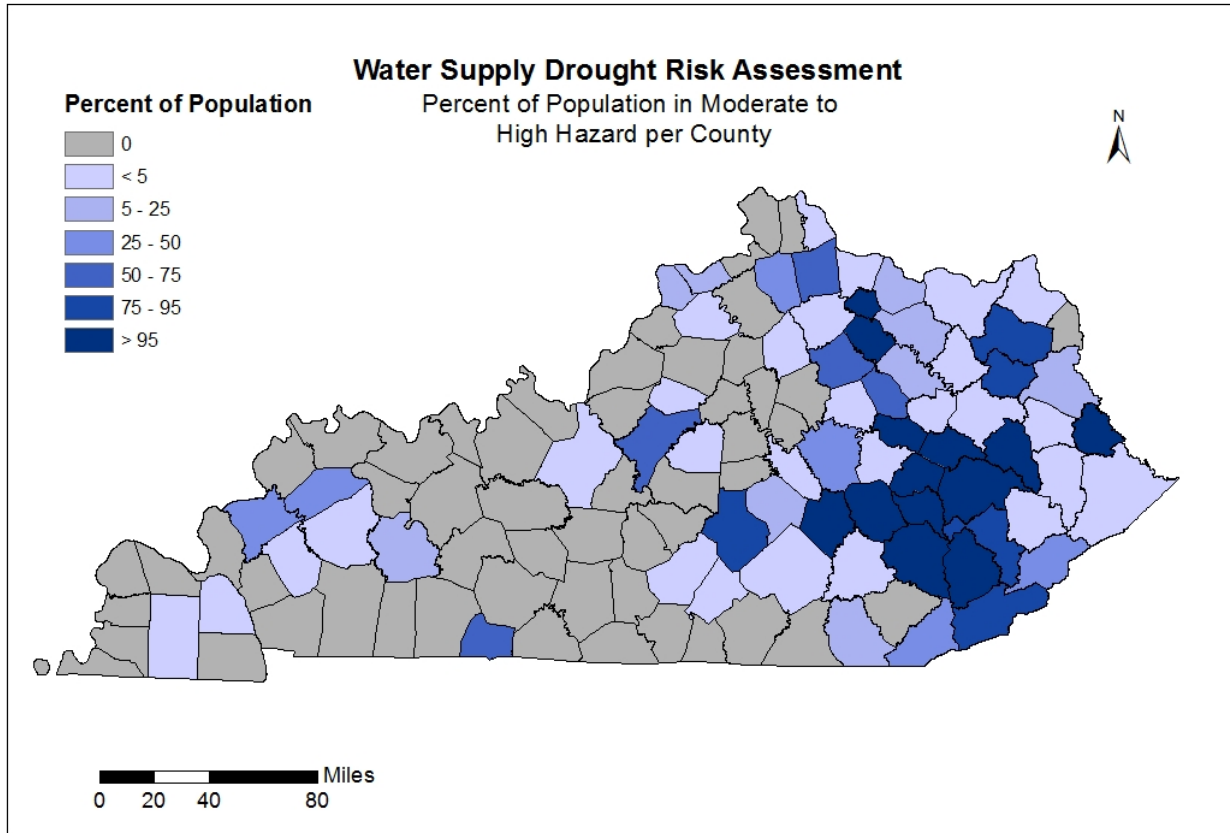 Water Supply Drought Risk Assessment
Percent of Population in Moderate to
High Hazard per County
Percent of Population
0
< 5
5 - 25
25 - 50
50 - 75
75 - 95
> 95
N
Miles
0 20 40 80